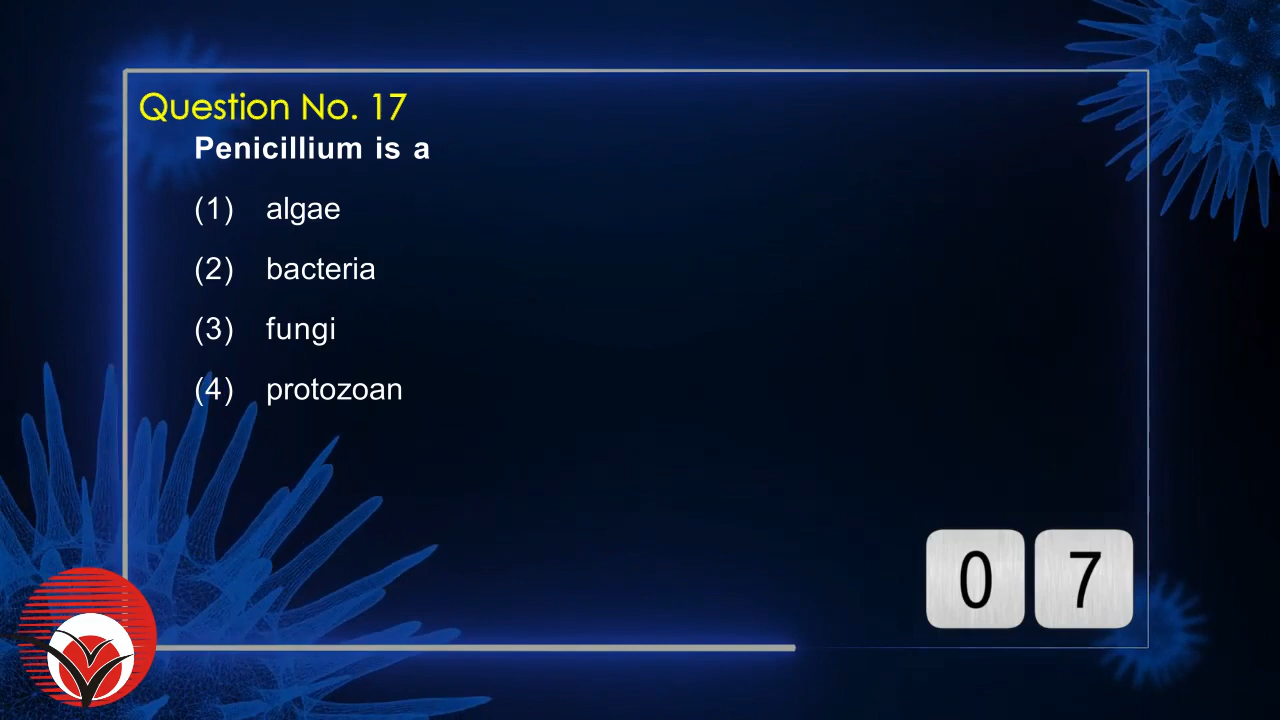 Question No. 17
Penicillium is a
(1) algae
(2) bacteria
(3) fungi
(4) protozoan
0 7